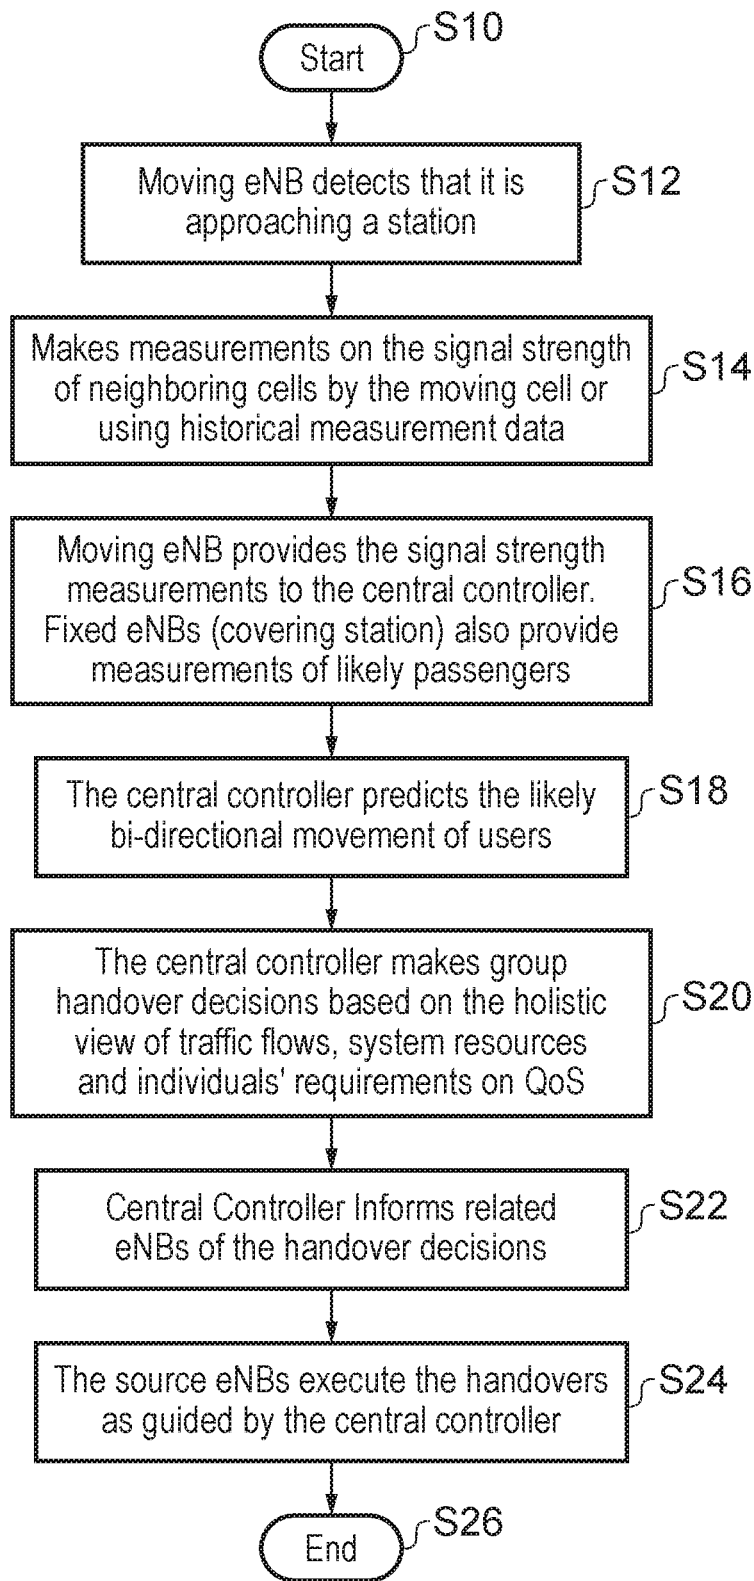 S10
Start
Moving eNB detects that it is
approaching a station
S12
Makes measurements on the signal strength
of neighboring cells by the moving cell or
using historical measurement data
S14
Moving eNB provides the signal strength
measurements to the central controller.
Fixed eNBs (covering station) also provide
measurements of likely passengers
S16
The central controller predicts the likely
bi-directional movement of users
S18
The central controller makes group
handover decisions based on the holistic
view of traffic flows, system resources
and individuals' requirements on QoS
S20
Central Controller Informs related
eNBs of the handover decisions
S22
The source eNBs execute the handovers
as guided by the central controller
S24
End
S26